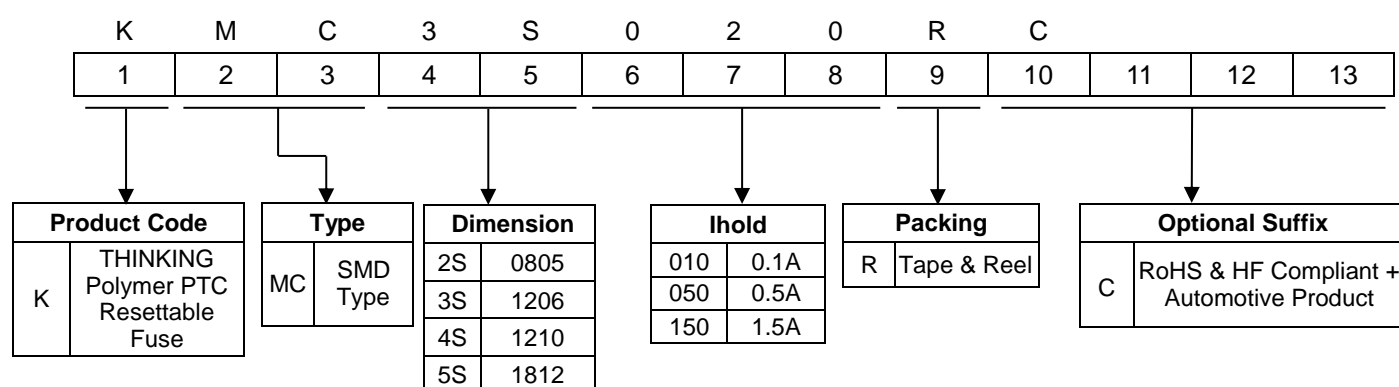 K M C 3 S 0 2 0 R C
1 2 3 4 5 6 7 8 9 10 11 12 13
Product Code
K THINKING
Polymer PTC
Resettable
Fuse
Type
MC SMD
Type
Dimension
2S 0805
3S 1206
4S 1210
5S 1812
Ihold
010 0.1A
050 0.5A
150 1.5A
Packing
R Tape & Reel
Optional Suffix
C RoHS & HF Compliant +
Automotive Product